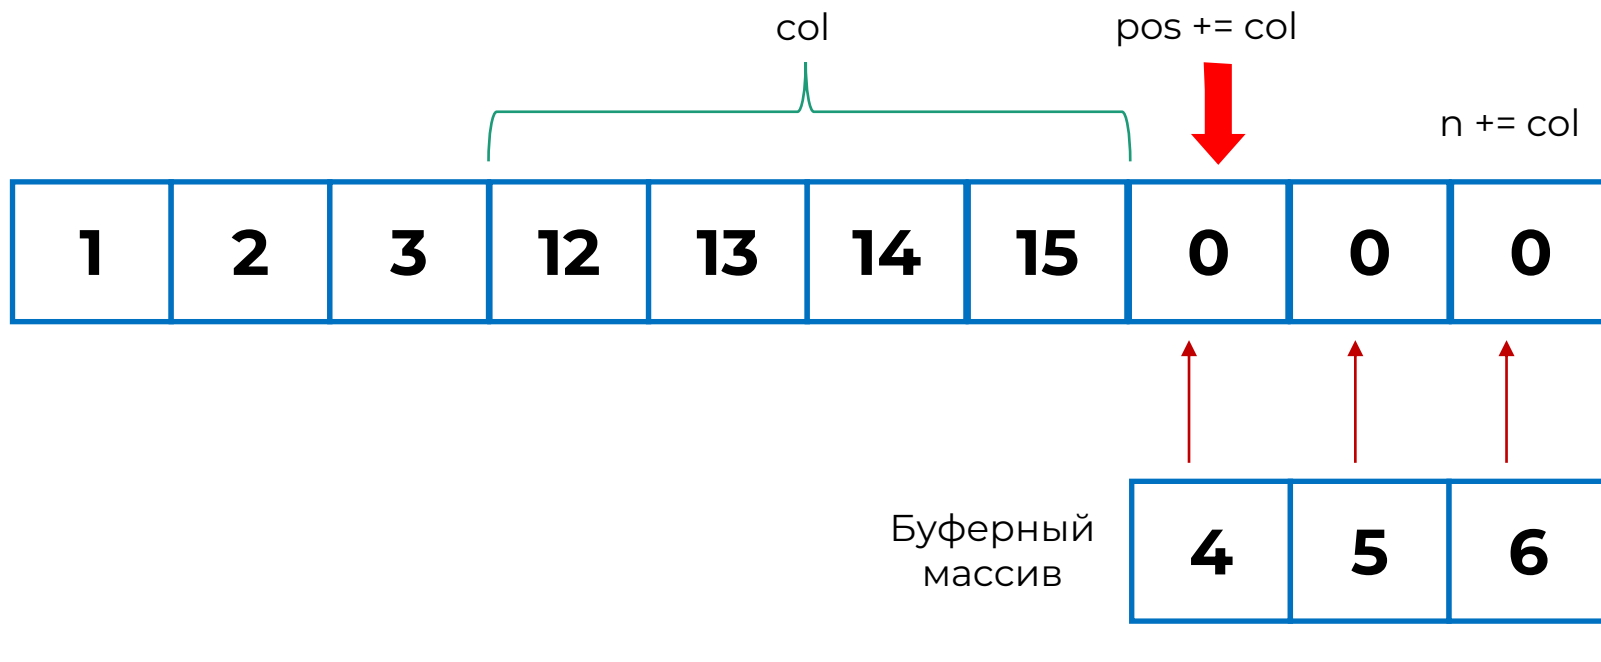 col
pos += col
n += col
1 2 3 12 13 14 15 0 0 0
Буферный
массив
4 5 6